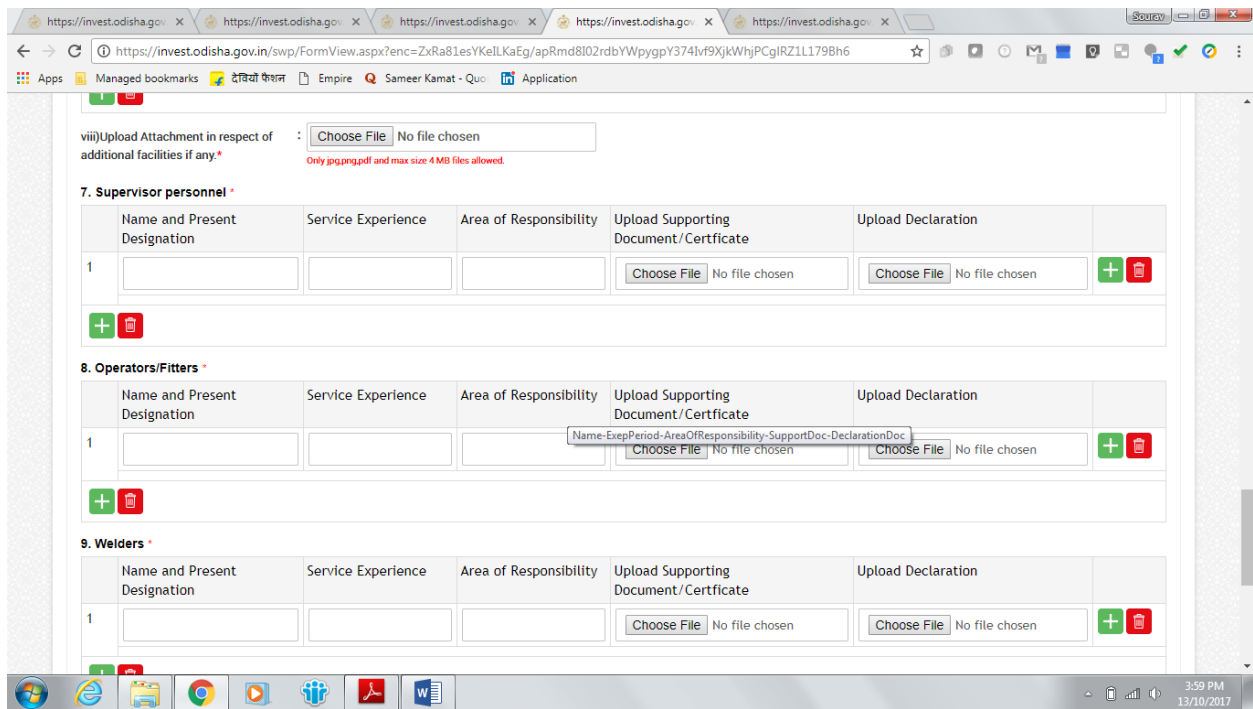 https://invest.odisha.gov. https://invest.odisha.gov. https://invest.odisha.gov. https://invest.odisha.gov. https://invest.odisha.gov. Sourav
https://invest.odisha.gov.in/swp/FormView.aspx?enc=ZxRa81esYKeILKaEg/apRmd8I02rdbYWpygpY374Ivf9XjkWhjPCgIRZ1L179Bh6
Apps Managed bookmarks देवियों फैशन Empire Sameer Kamat - Quo Application
viii)Upload Attachment in respect of : Choose File No file chosen
additional facilities if any.*
Only jpg,png,pdf and max size 4 MB files allowed.
7. Supervisor personnel *
Name and Present Service Experience Area of Responsibility Upload Supporting Upload Declaration
Designation Document/Certficate
1 Choose File No file chosen Choose File No file chosen
8. Operators/Fitters *
Name and Present Service Experience Area of Responsibility Upload Supporting Upload Declaration
Designation Document/Certficate
Name-ExepPeriod-AreaOfResponsibility-SupportDoc-DeclarationDoc
1 Choose File No file chosen Choose File No file chosen
9. Welders *
Name and Present Service Experience Area of Responsibility Upload Supporting Upload Declaration
Designation Document/Certficate
1 Choose File No file chosen Choose File No file chosen
3:59 PM
13/10/2017